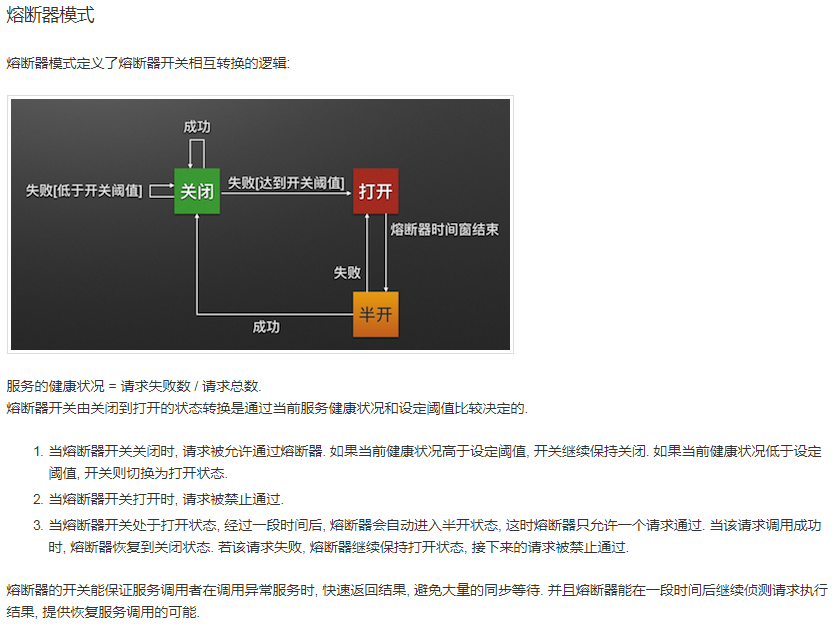 熔断器模式
熔断器模式定义了熔断器开关相互转换的逻辑:
成功
失败[低于开关阈值]
关闭
失败[达到开关阈值]
打开
熔断器时间窗结束
失败
半开
成功
服务的健康状况 = 请求失败数 / 请求总数.
熔断器开关由关闭到打开的状态转换是通过当前服务健康状况和设定阈值比较决定的.
1. 当熔断器开关关闭时, 请求被允许通过熔断器. 如果当前健康状况高于设定阈值, 开关继续保持关闭. 如果当前健康状况低于设定
阈值, 开关则切换为打开状态.
2. 当熔断器开关打开时, 请求被禁止通过.
3. 当熔断器开关处于打开状态, 经过一段时间后, 熔断器会自动进入半开状态, 这时熔断器只允许一个请求通过. 当该请求调用成功
时, 熔断器恢复到关闭状态. 若该请求失败, 熔断器继续保持打开状态, 接下来的请求被禁止通过.
熔断器的开关能保证服务调用者在调用异常服务时, 快速返回结果, 避免大量的同步等待. 并且熔断器能在一段时间后继续侦测请求执行
结果, 提供恢复服务调用的可能.